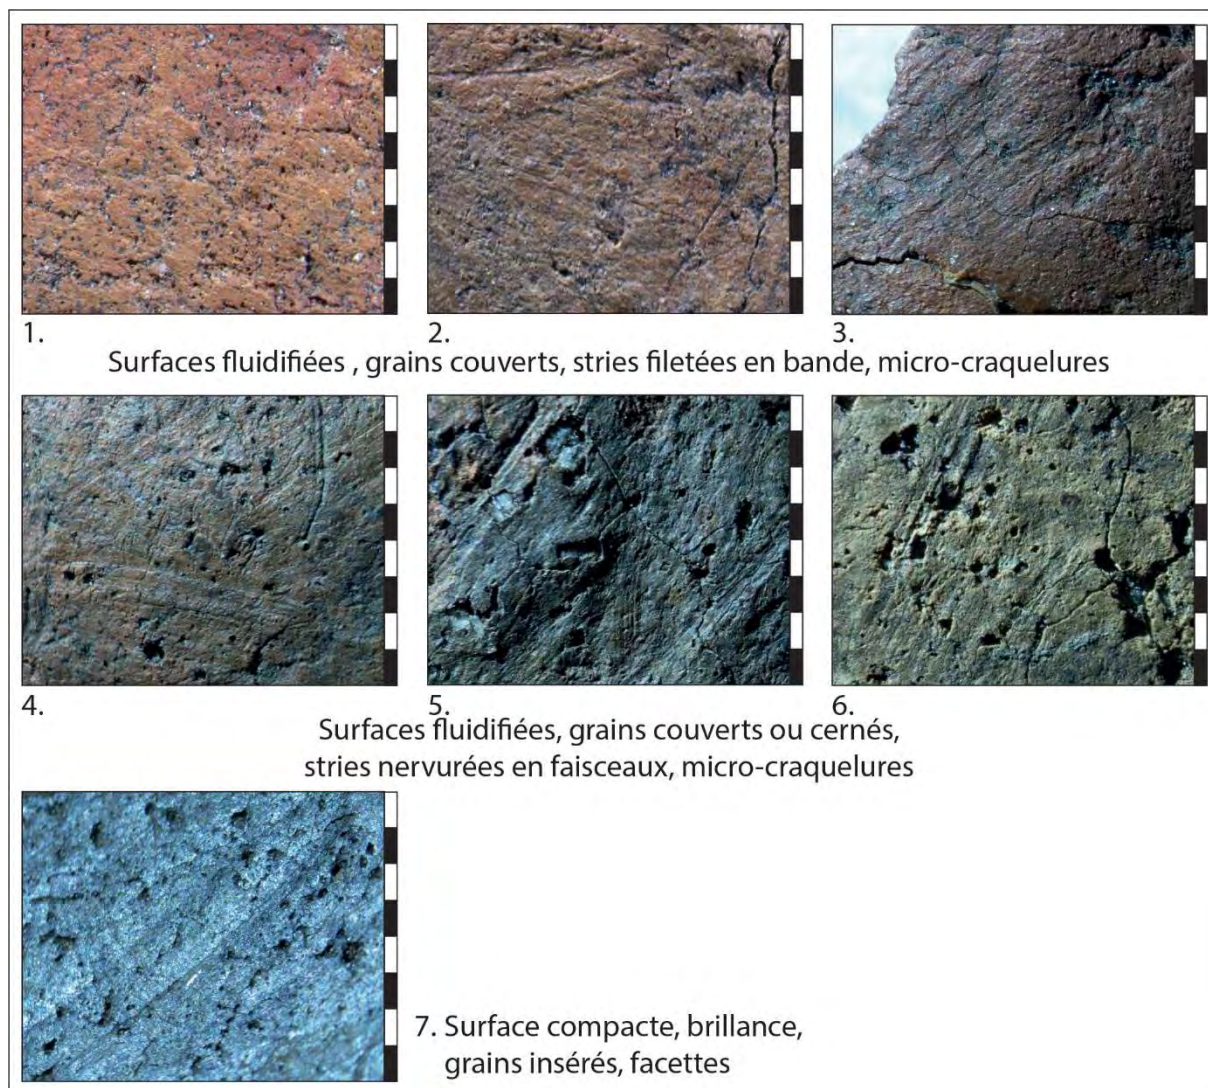 1.
2.
3.
Surfaces fluidifiées , grains couverts, stries filetées en bande, micro-craquelures
4.
5.
6.
Surfaces fluidifiées, grains couverts ou cernés,
stries nervurées en faisceaux, micro-craquelures
7. Surface compacte, brillance,
grains insérés, facettes